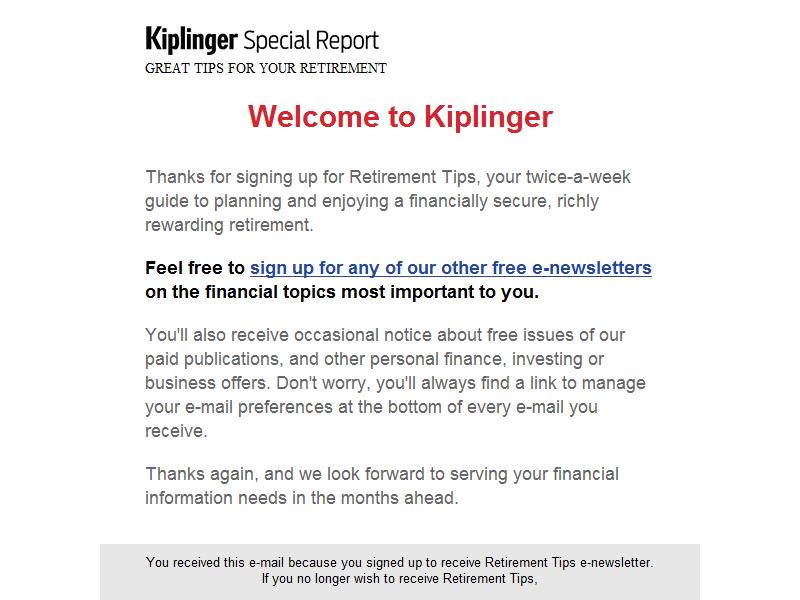 Kiplinger Special Report
GREAT TIPS FOR YOUR RETIREMENT
Welcome to Kiplinger
Thanks for signing up for Retirement Tips, your twice-a-week
guide to planning and enjoying a financially secure, richly
rewarding retirement.
Feel free to sign up for any of our other free e-newsletters
on the financial topics most important to you.
You'll also receive occasional notice about free issues of our
paid publications, and other personal finance, investing or
business offers. Don't worry, you'll always find a link to manage
your e-mail preferences at the bottom of every e-mail you
receive.
Thanks again, and we look forward to serving your financial
information needs in the months ahead.
You received this e-mail because you signed up to receive Retirement Tips e-newsletter.
If you no longer wish to receive Retirement Tips,